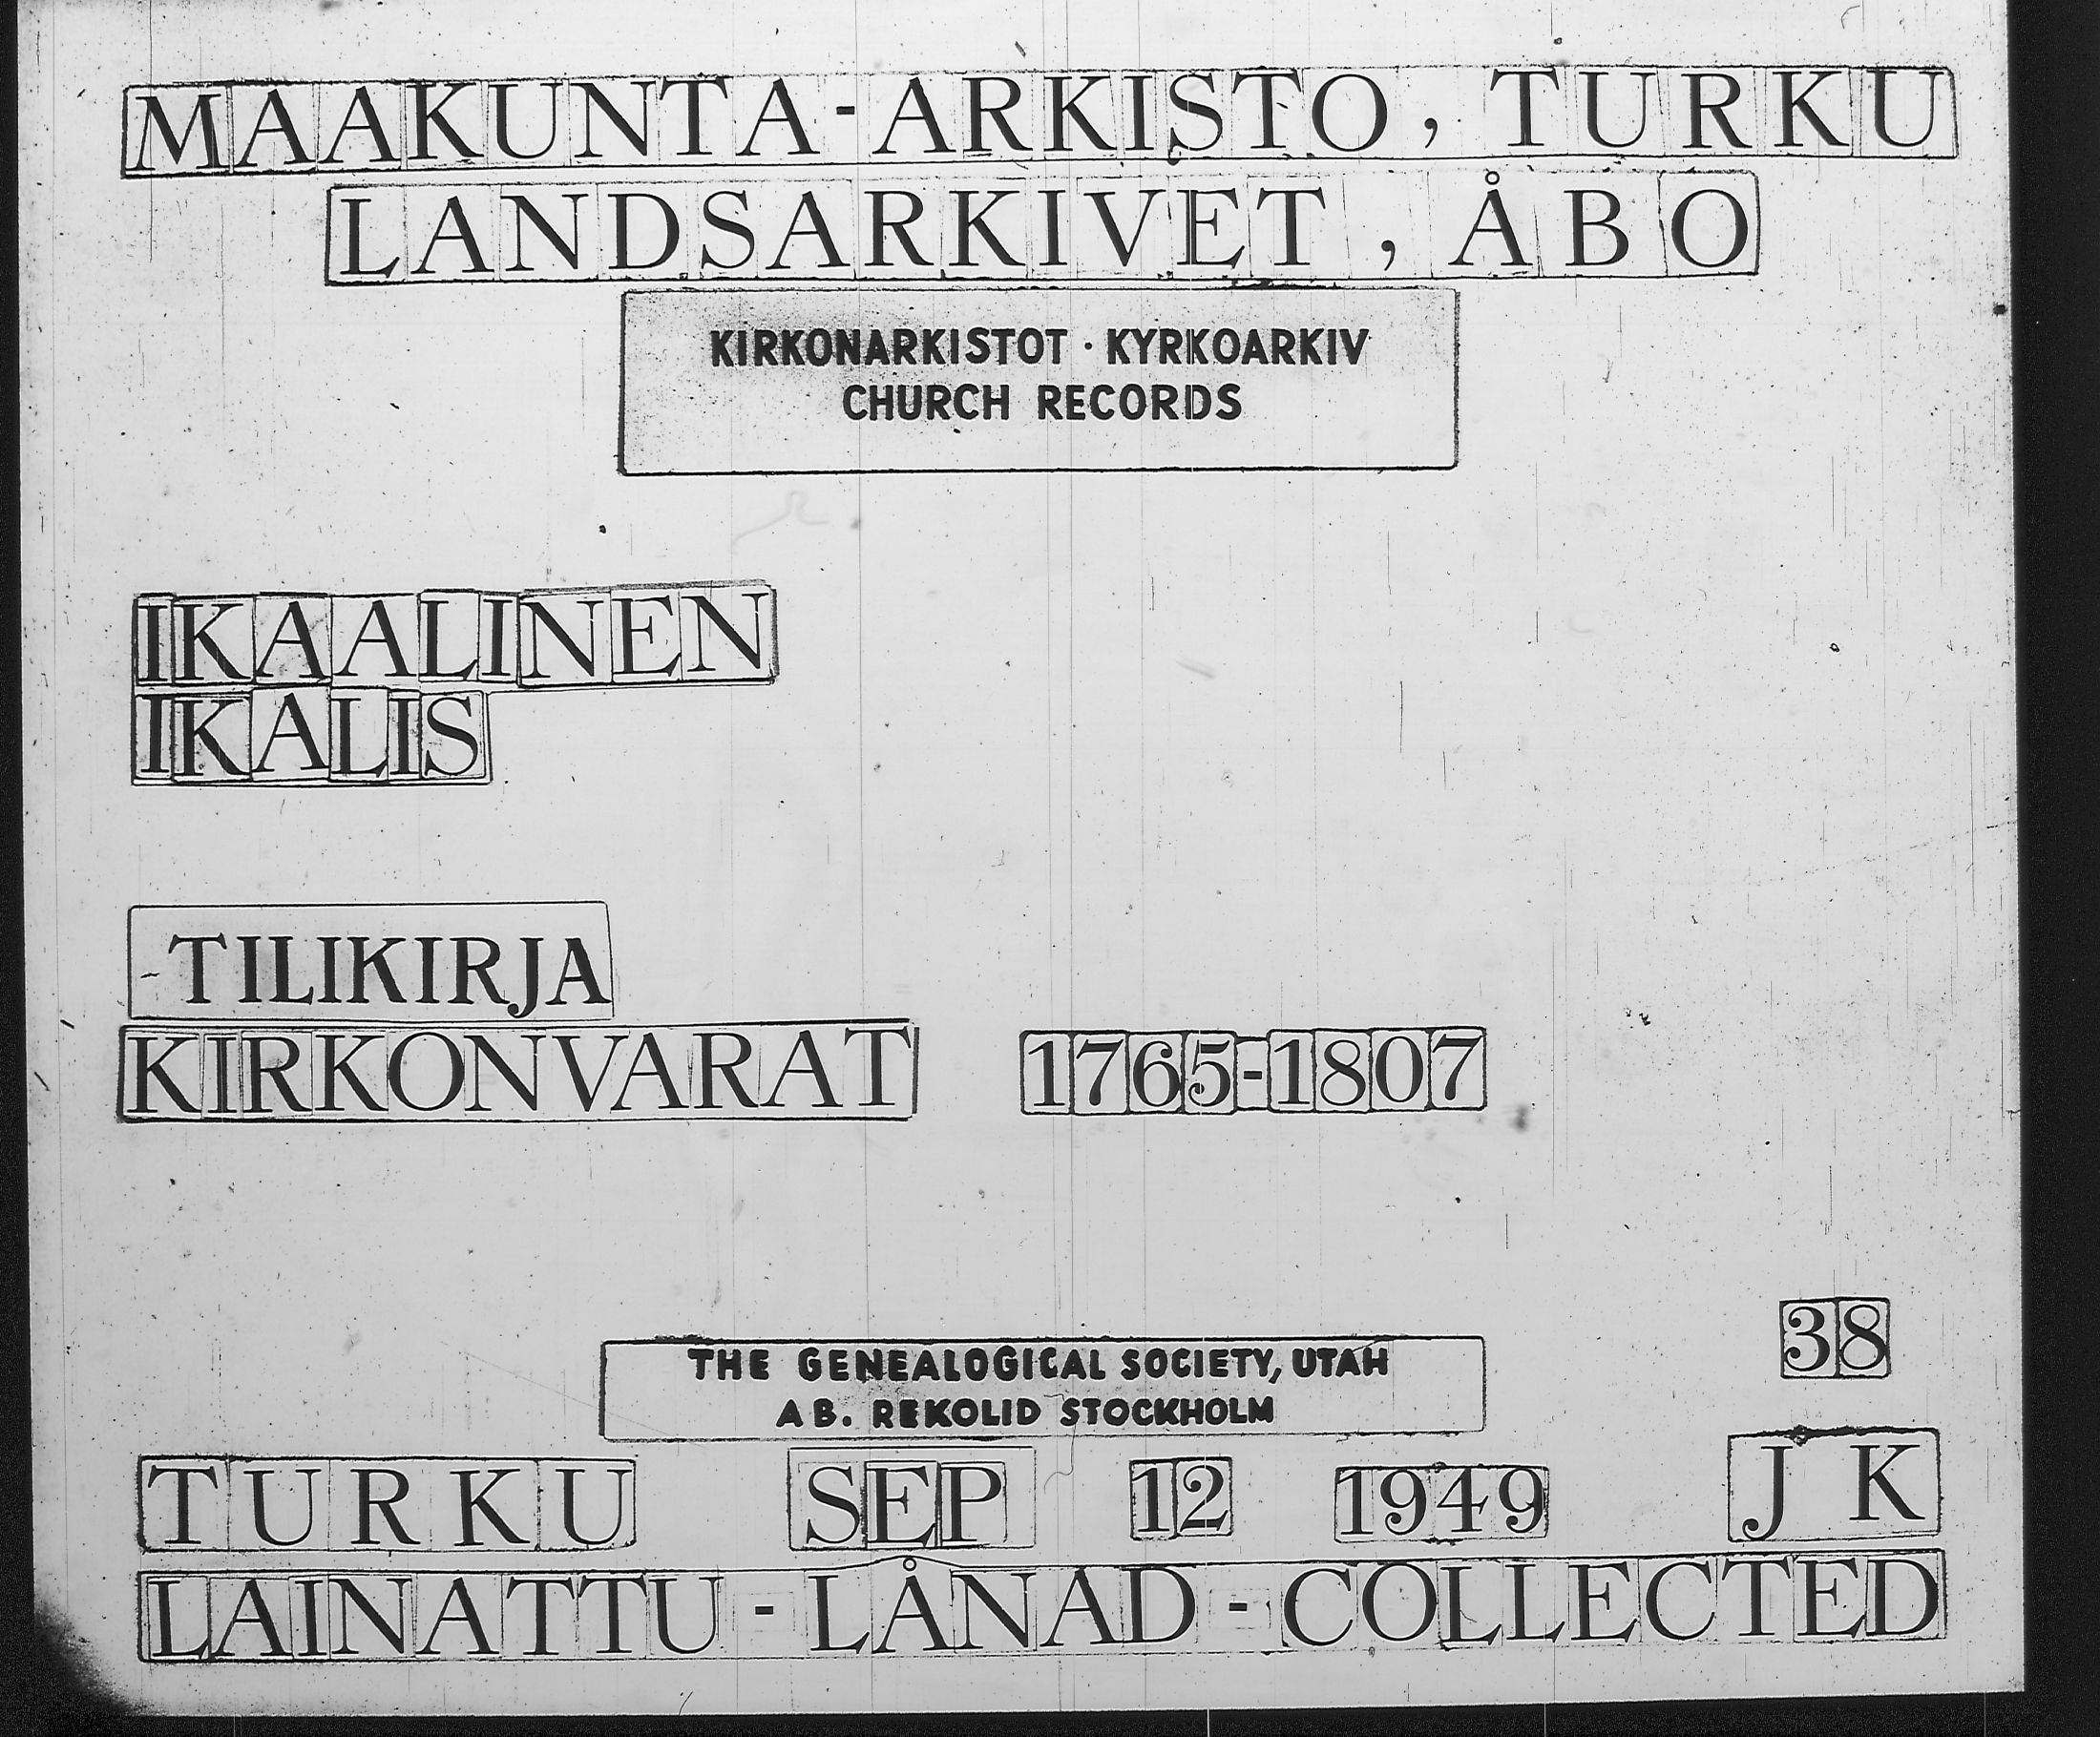 MAAKUNTA-ARKISTO, TURKU
LANDSARKIVET, ÅBO
KIRKONARKISTOT · KYRKOARKIV
CHURCH RECORDS
IKAALINEN
IKALIS
TILIKIRJA
KIRKONVARAT 1765-1807
38
THE GENEALOGICAL SOCIETY, UTAH
AB. REKOLID STOCKHOLM
TURKU SEP 12 1949 J K
LAINATTU - LÅNAD - COLLECTED